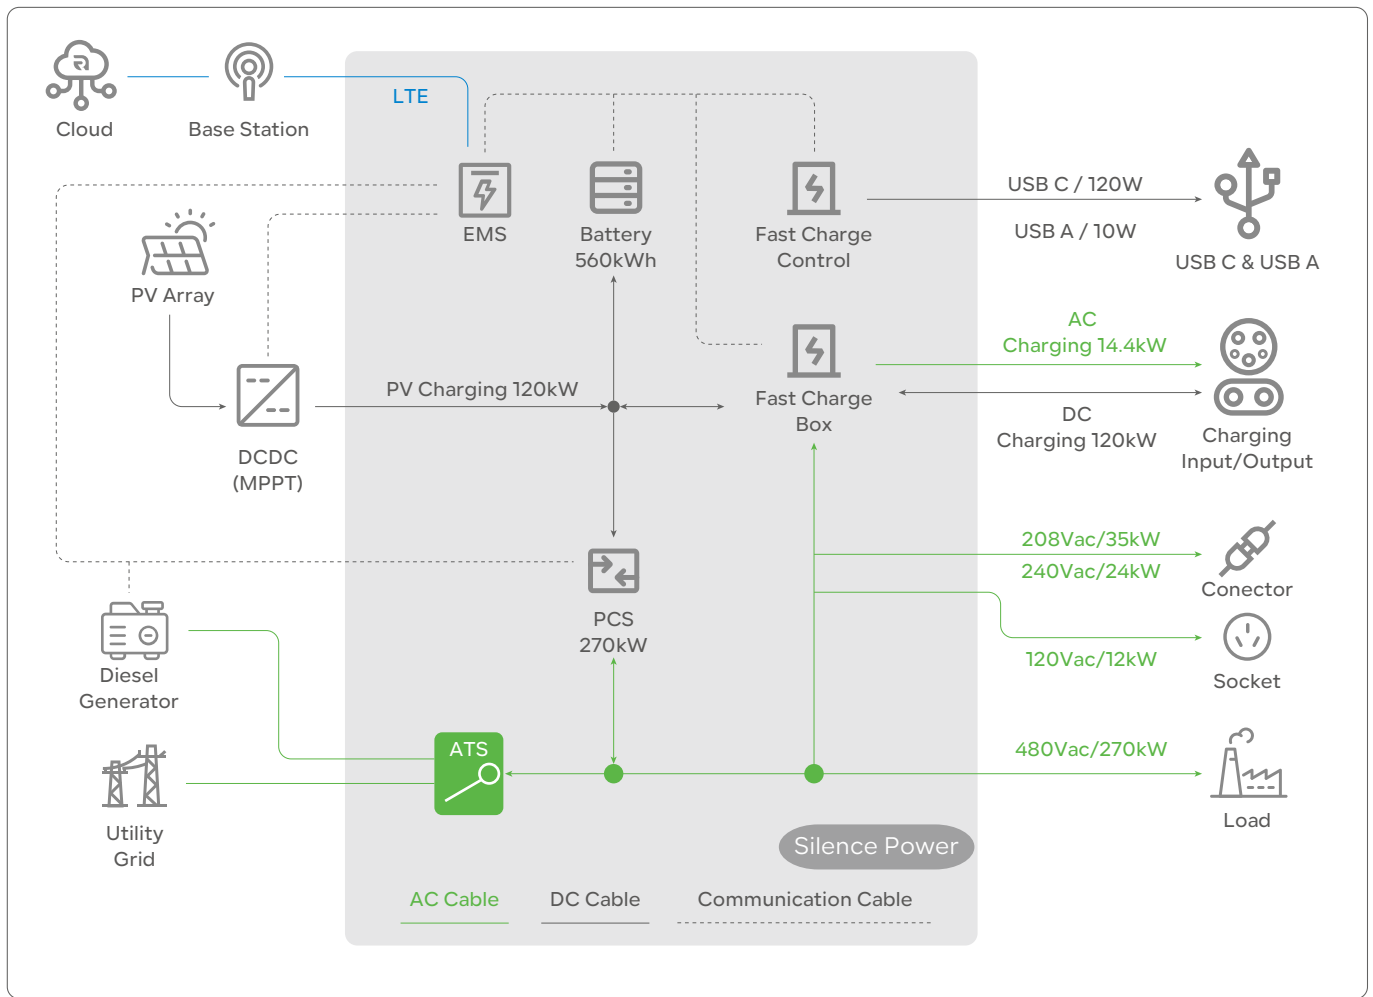 Cloud
Base Station
LTE
EMS
Battery
560kWh
Fast Charge
Control
USB C / 120W
USB A / 10W
USB C & USB A
PV Array
AC
Charging 14.4kW
PV Charging 120kW
Fast Charge
Box
DC
Charging 120kW
Charging
Input/Output
DCDC
(MPPT)
208Vac/35kW
240Vac/24kW
Conector
PCS
270kW
120Vac/12kW
Socket
Diesel
Generator
ATS
480Vac/270kW
Load
Utility
Grid
Silence Power
AC Cable
DC Cable
Communication Cable